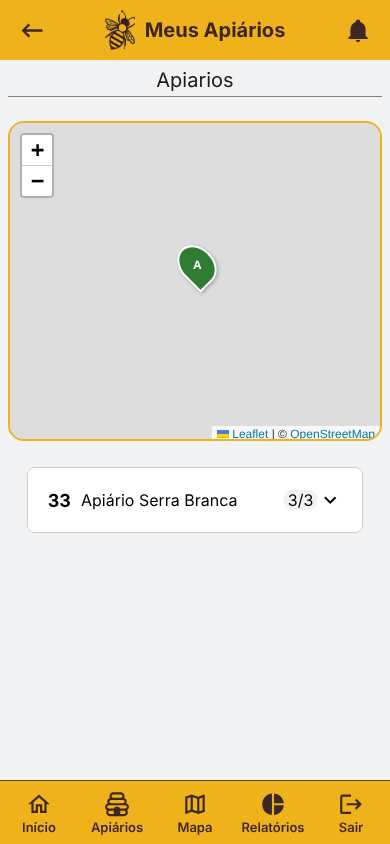 Meus Apiários
Apiarios
+
−
A
Leaflet | © OpenStreetMap
33 Apiário Serra Branca 3/3
Início Apiários Mapa Relatórios Sair